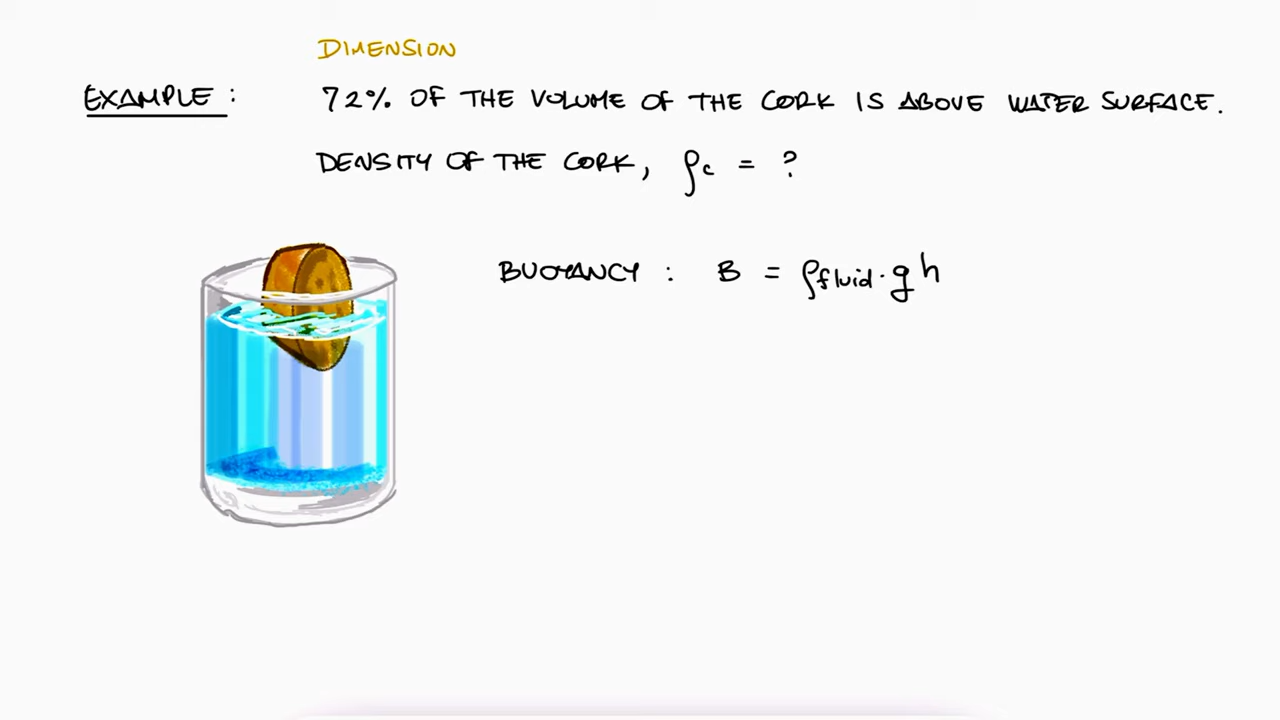 DIMENSION
EXAMPLE : 72% OF THE VOLUME OF THE CORK IS ABOVE WATER SURFACE.
DENSITY OF THE CORK, ρc = ?
BUOYANCY : B = ρfluid · g h